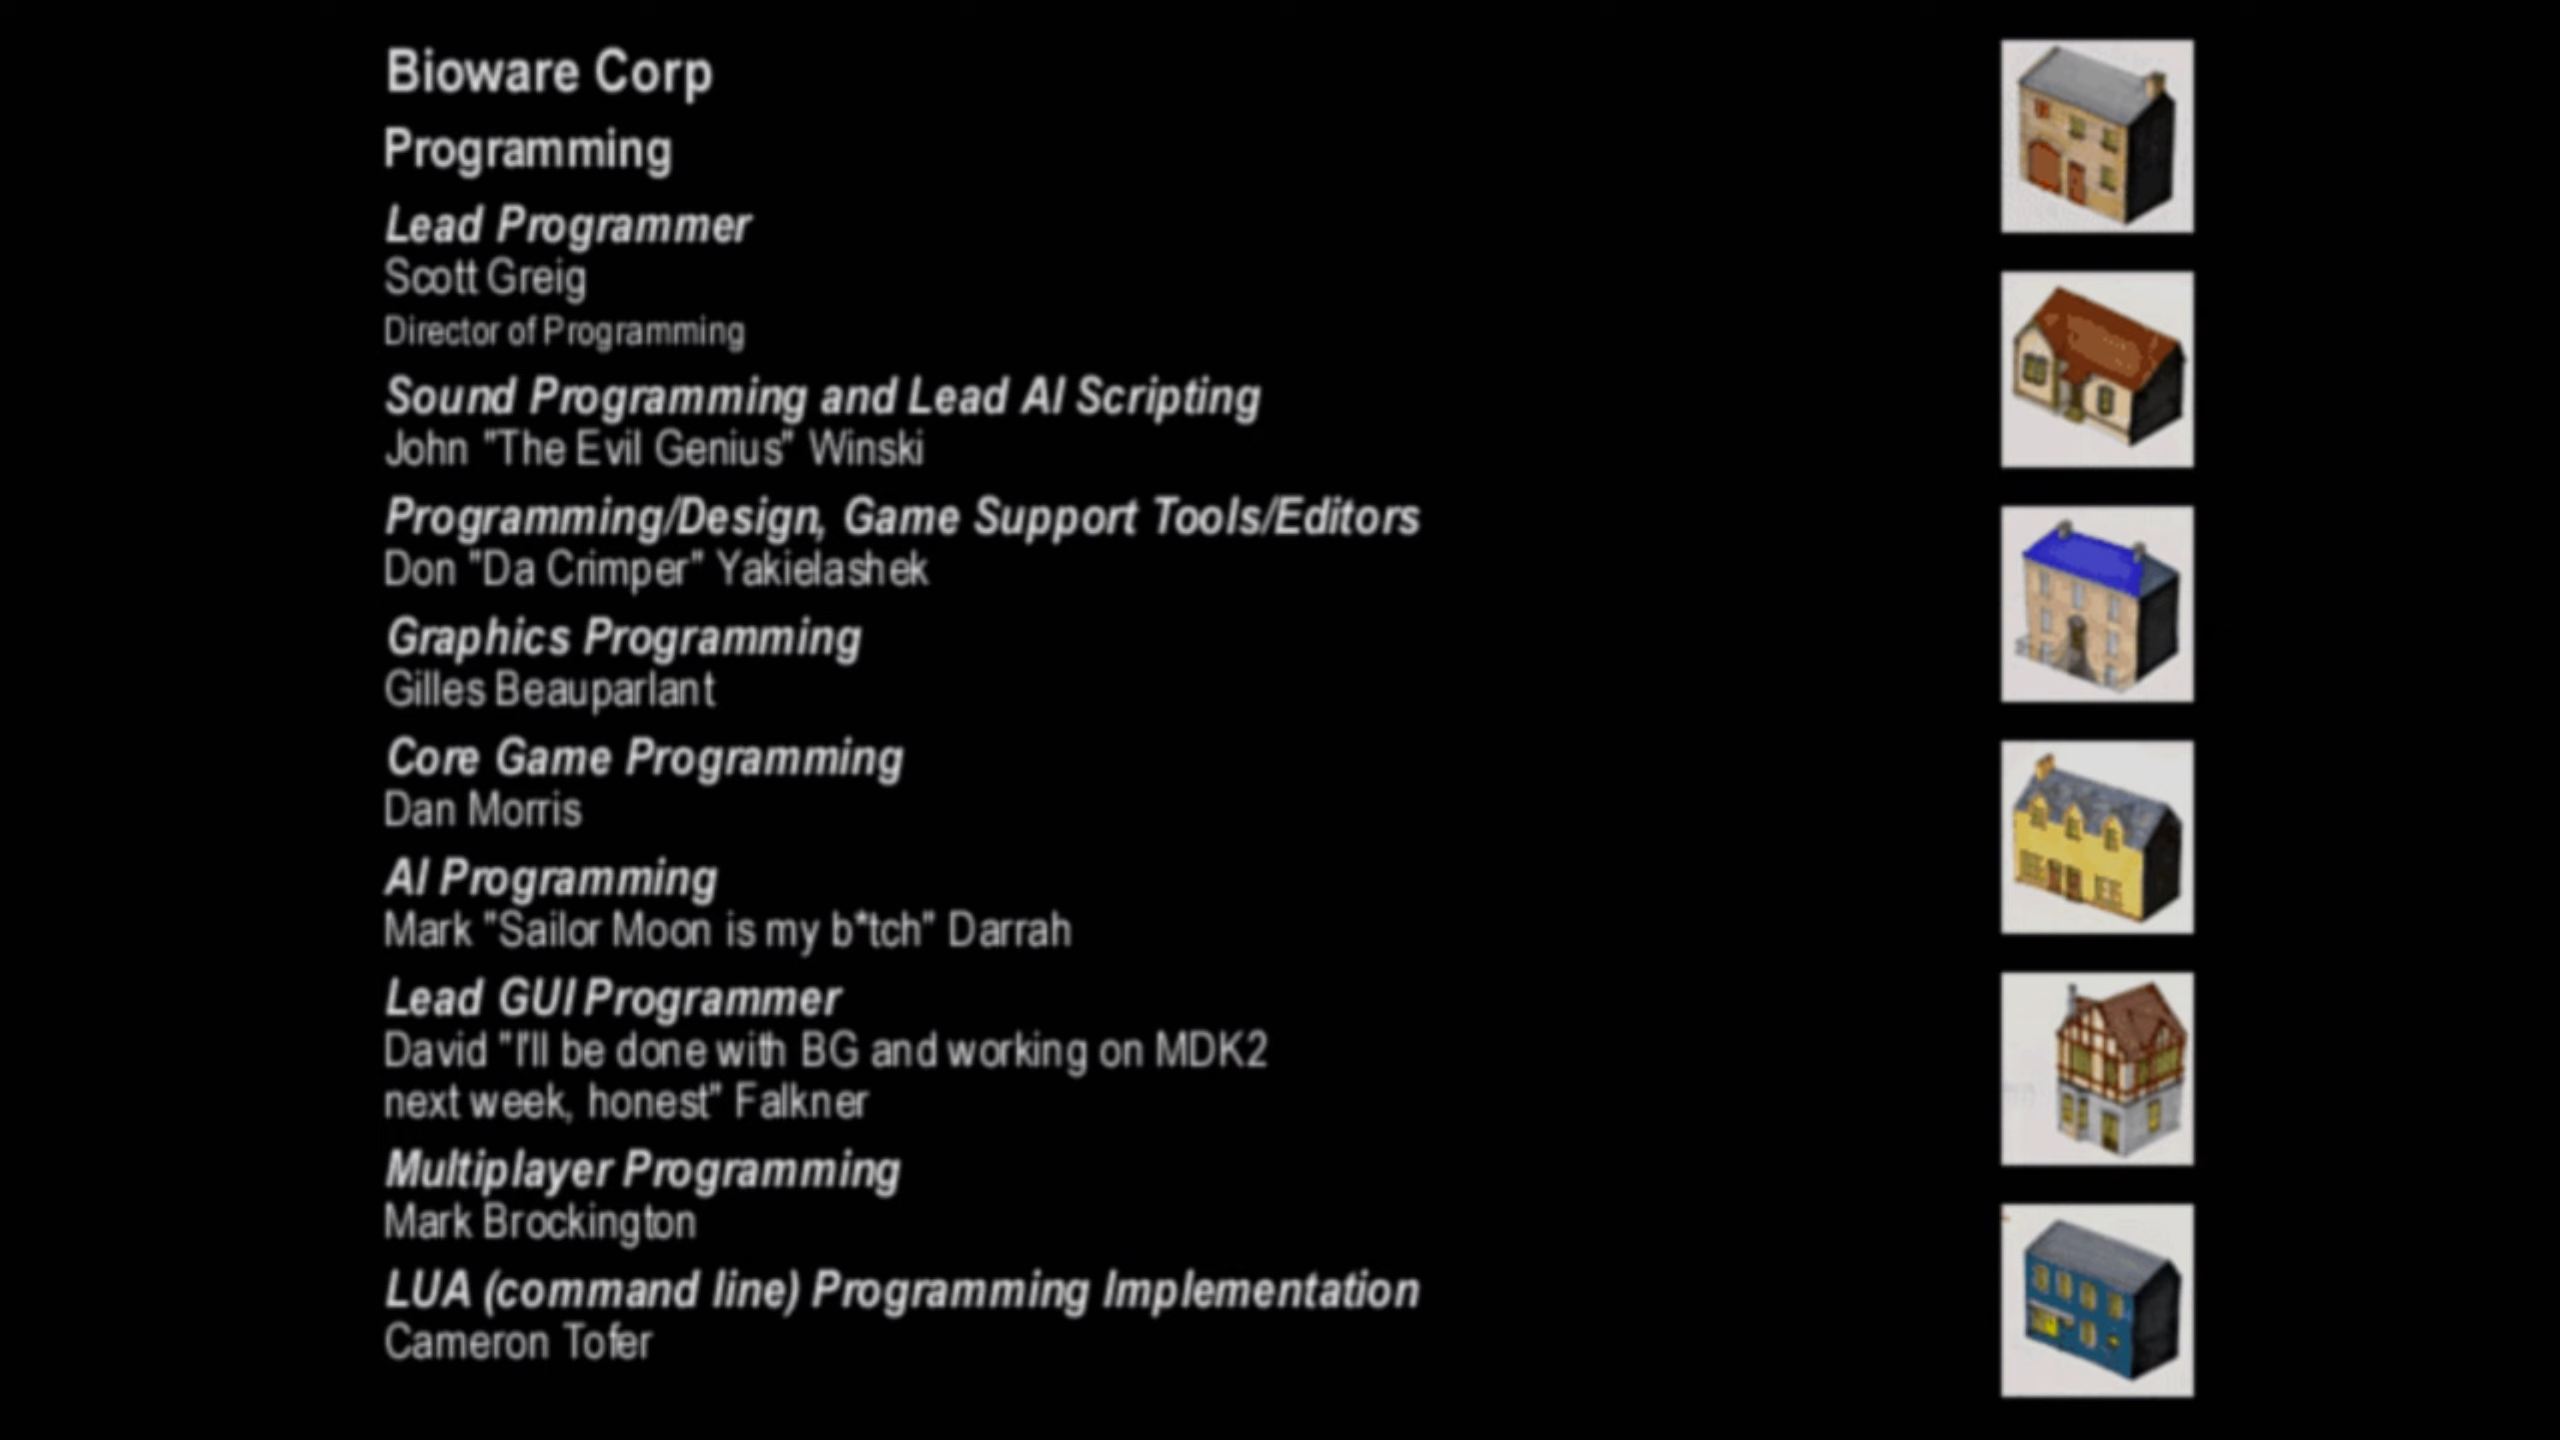 Bioware Corp
Programming
Lead Programmer
Scott Greig
Director of Programming
Sound Programming and Lead AI Scripting
John "The Evil Genius" Winski
Programming/Design, Game Support Tools/Editors
Don "Da Crimper" Yakielashek
Graphics Programming
Gilles Beauparlant
Core Game Programming
Dan Morris
AI Programming
Mark "Sailor Moon is my b*tch" Darrah
Lead GUI Programmer
David "I'll be done with BG and working on MDK2
next week, honest" Falkner
Multiplayer Programming
Mark Brockington
LUA (command line) Programming Implementation
Cameron Tofer